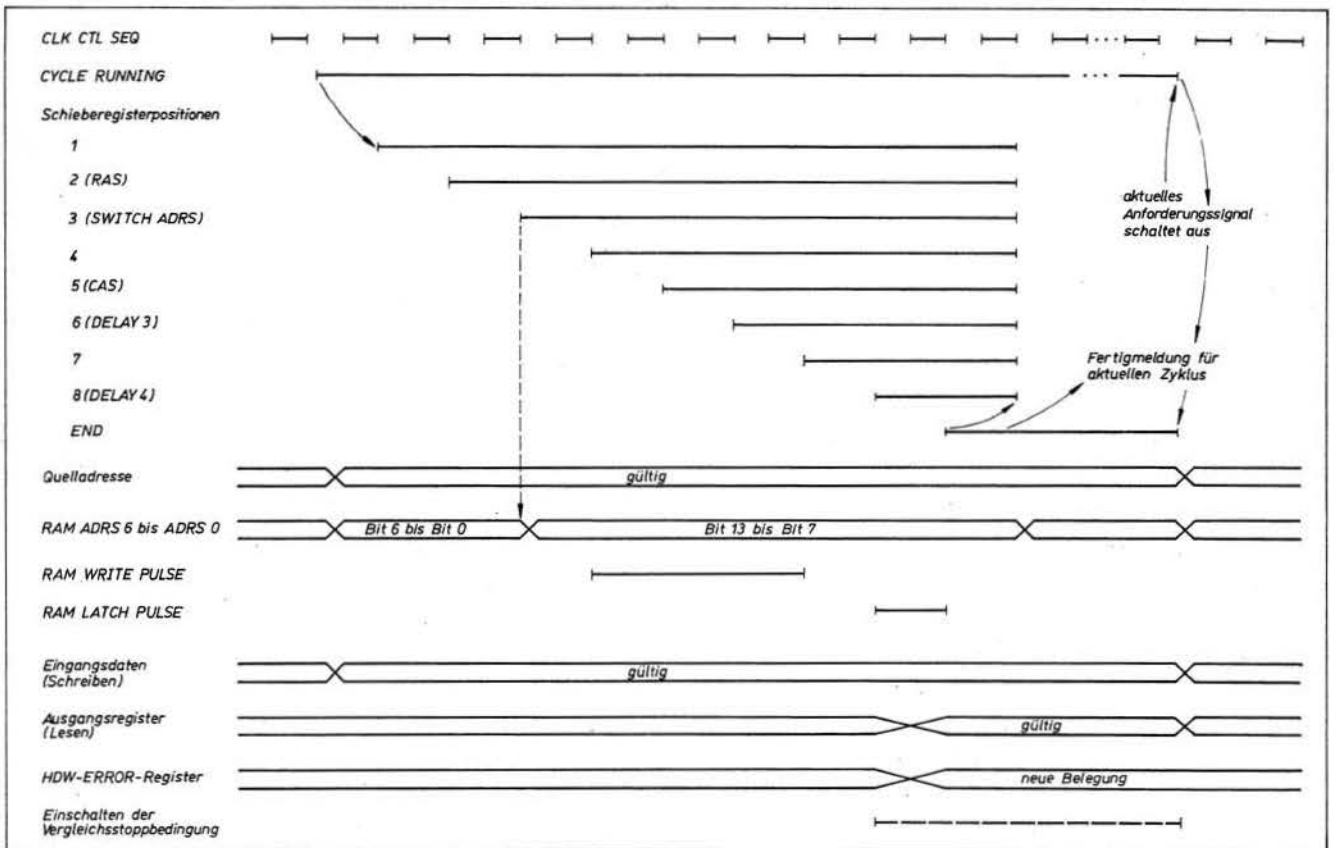 CLK CTL SEQ
CYCLE RUNNING
Schieberegisterpositionen
1
2 (RAS)
3 (SWITCH ADRS)
4
5 (CAS)
6 (DELAY 3)
7
8 (DELAY 4)
END
aktuelles
Anforderungssignal
schaltet aus
Fertigmeldung für
aktuellen Zyklus
Quelladresse
gültig
RAM ADRS 6 bis ADRS 0
Bit 6 bis Bit 0
Bit 13 bis Bit 7
RAM WRITE PULSE
RAM LATCH PULSE
Eingangsdaten
(Schreiben)
gültig
Ausgangsregister
(Lesen)
gültig
HDW-ERROR-Register
neue Belegung
Einschalten der
Vergleichsstoppbedingung